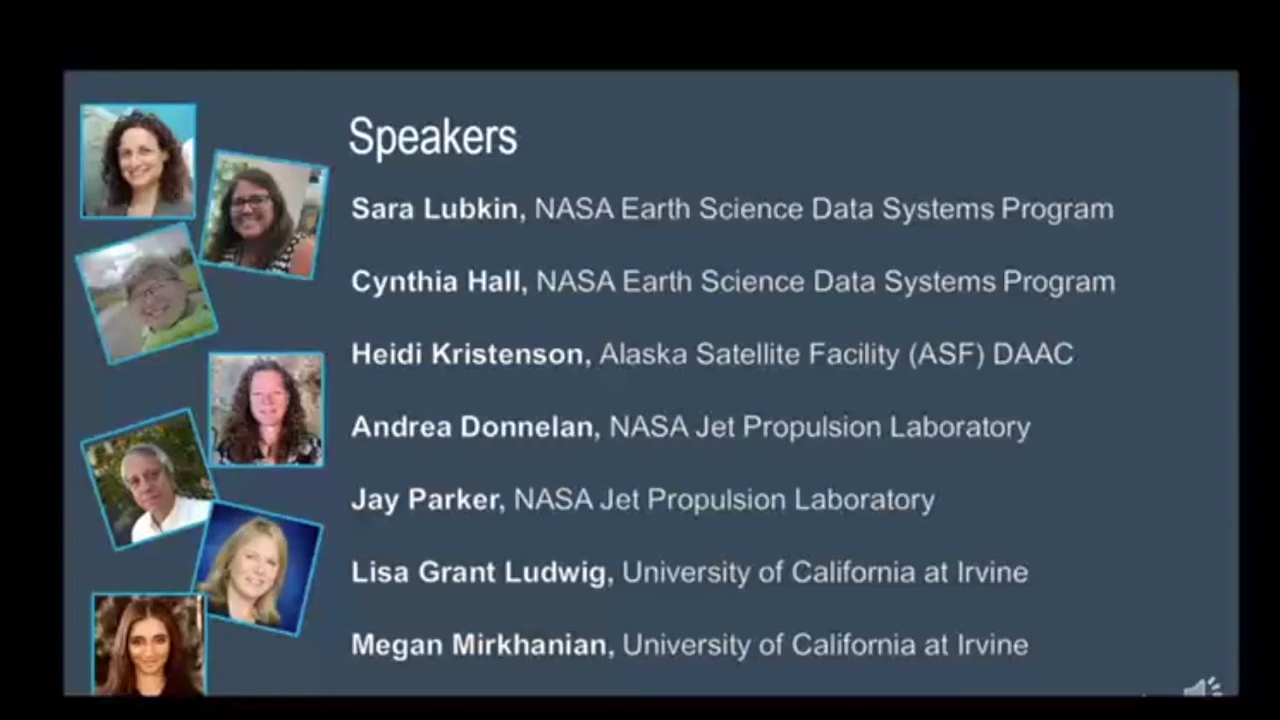 Speakers
Sara Lubkin, NASA Earth Science Data Systems Program
Cynthia Hall, NASA Earth Science Data Systems Program
Heidi Kristenson, Alaska Satellite Facility (ASF) DAAC
Andrea Donnelan, NASA Jet Propulsion Laboratory
Jay Parker, NASA Jet Propulsion Laboratory
Lisa Grant Ludwig, University of California at Irvine
Megan Mirkhanian, University of California at Irvine